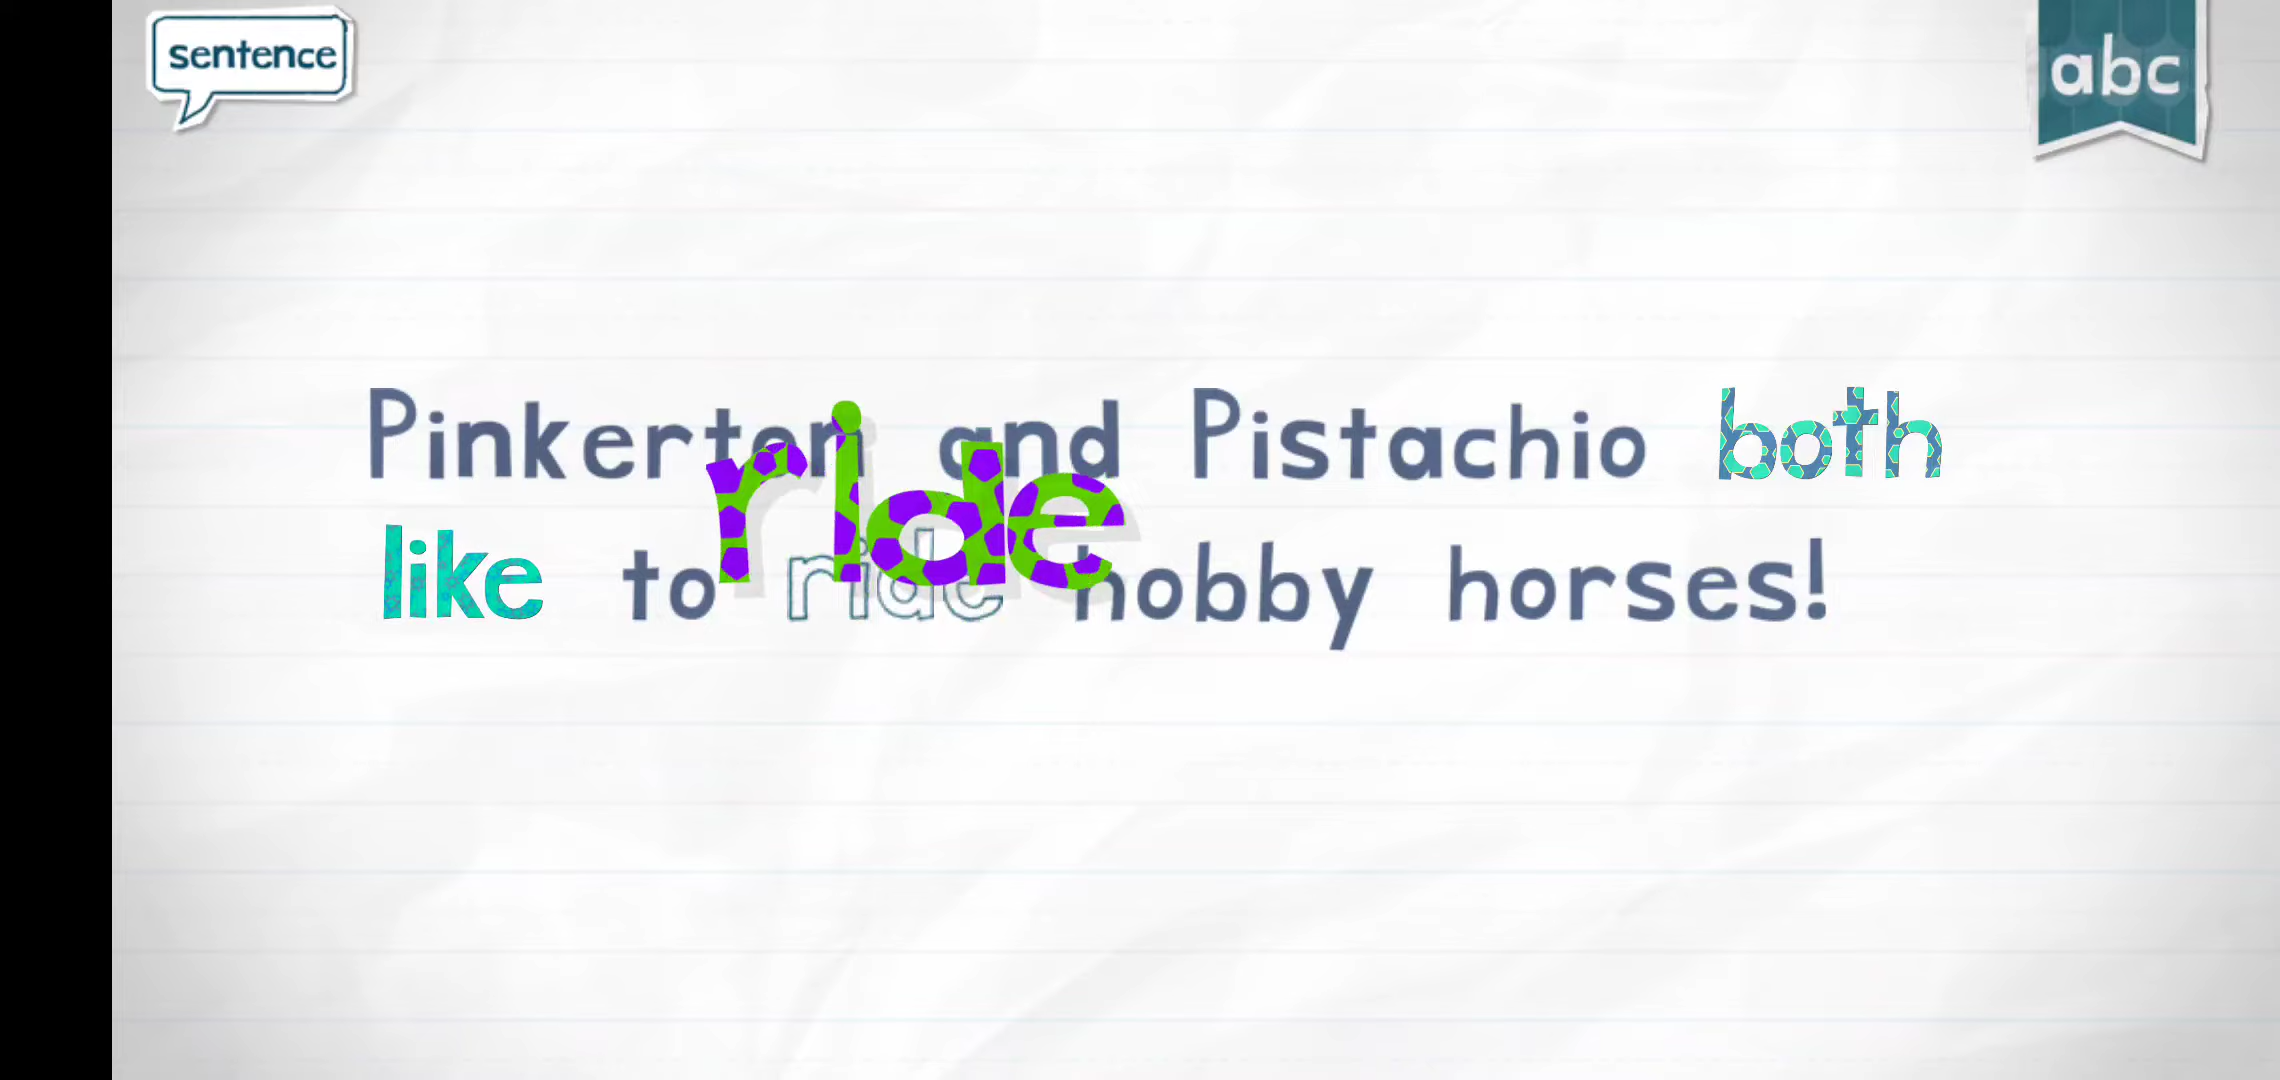 sentence
abc
Pinkerton and Pistachio both
ride
like to ride hobby horses!